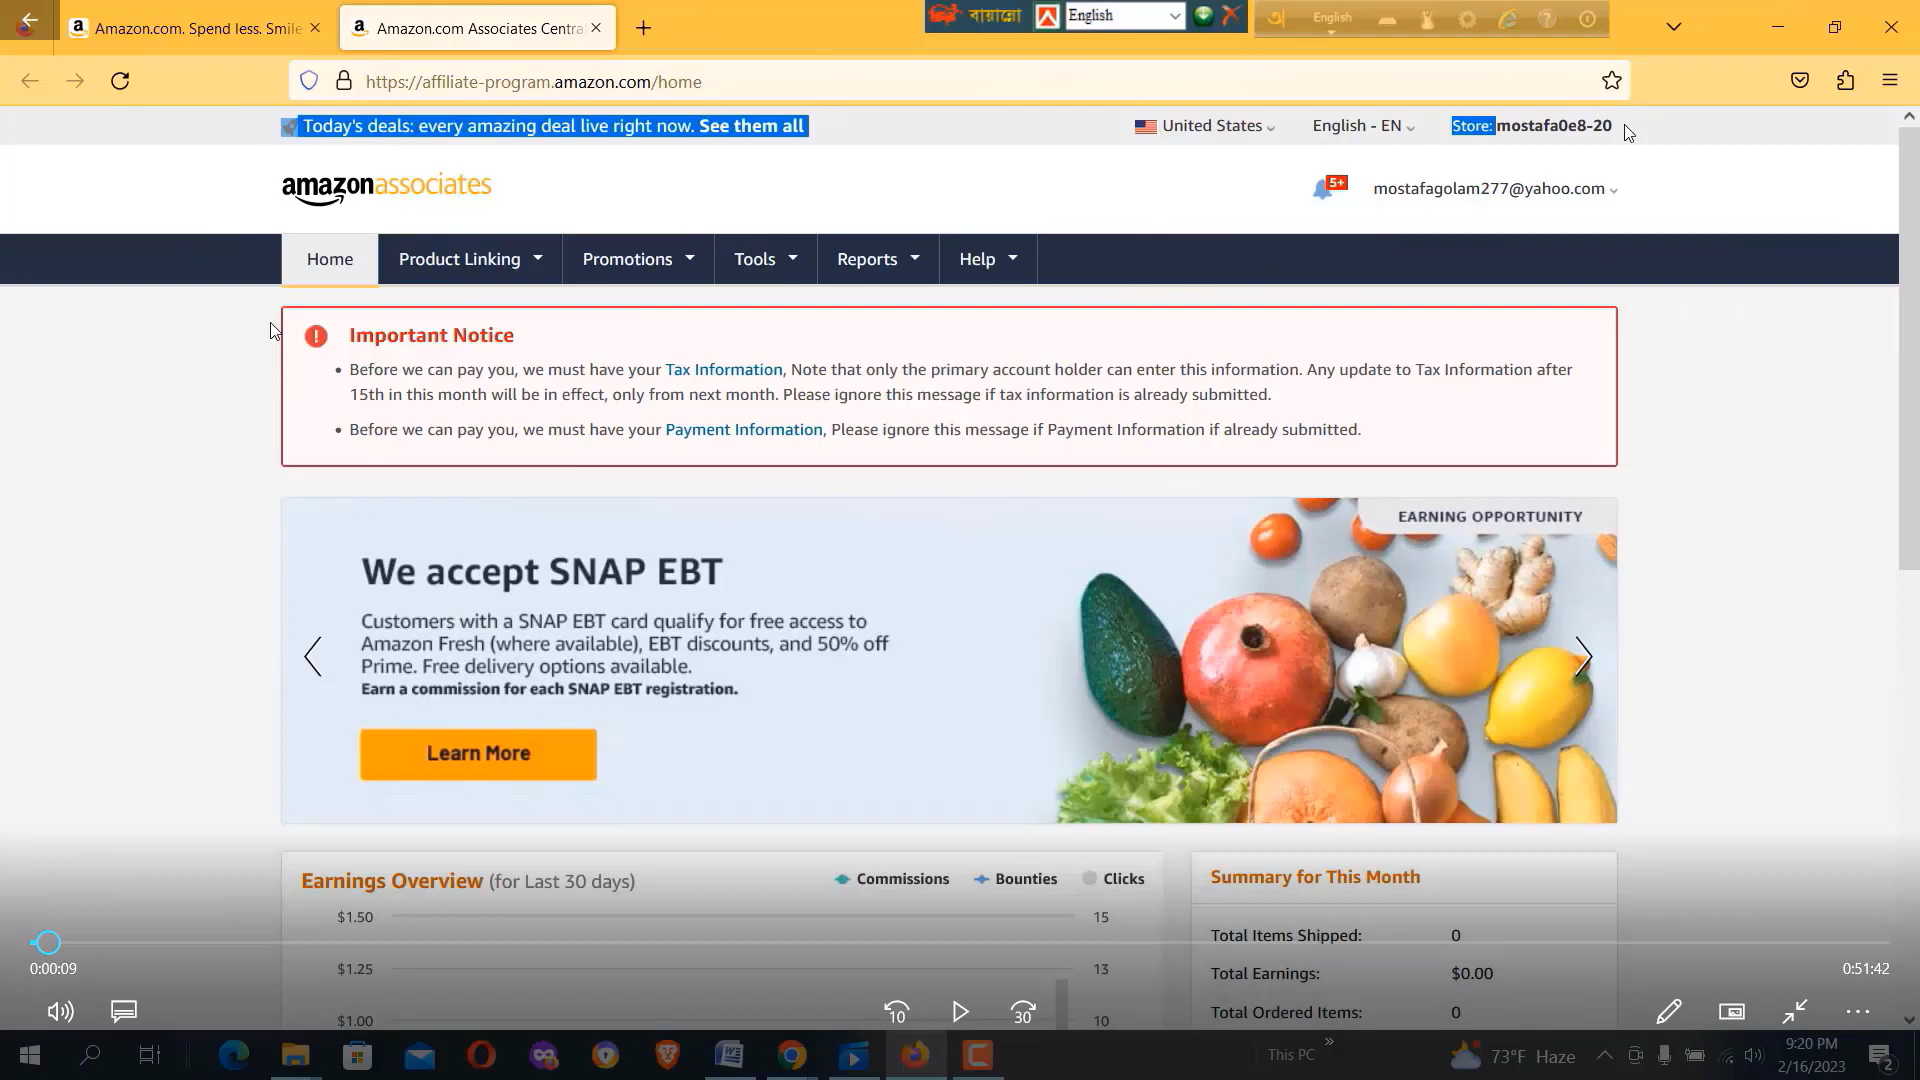 Amazon.com. Spend less. Smile
Amazon.com Associates Central
বায়ান্নো
English
English
https://affiliate-program.amazon.com/home
Today's deals: every amazing deal live right now. See them all
United States
English - EN
Store: mostafa0e8-20
amazonassociates
5+
mostafagolam277@yahoo.com
Home
Product Linking
Promotions
Tools
Reports
Help
Important Notice
• Before we can pay you, we must have your Tax Information, Note that only the primary account holder can enter this information. Any update to Tax Information after
15th in this month will be in effect, only from next month. Please ignore this message if tax information is already submitted.
• Before we can pay you, we must have your Payment Information, Please ignore this message if Payment Information if already submitted.
EARNING OPPORTUNITY
We accept SNAP EBT
Customers with a SNAP EBT card qualify for free access to
Amazon Fresh (where available), EBT discounts, and 50% off
Prime. Free delivery options available.
Earn a commission for each SNAP EBT registration.
Learn More
Earnings Overview (for Last 30 days)
Commissions
Bounties
Clicks
$1.50
15
$1.25
13
$1.00
10
Summary for This Month
Total Items Shipped: 0
Total Earnings: $0.00
Total Ordered Items: 0
0:00:09
0:51:42
10
30
This PC
73°F Haze
9:20 PM
2/16/2023
2